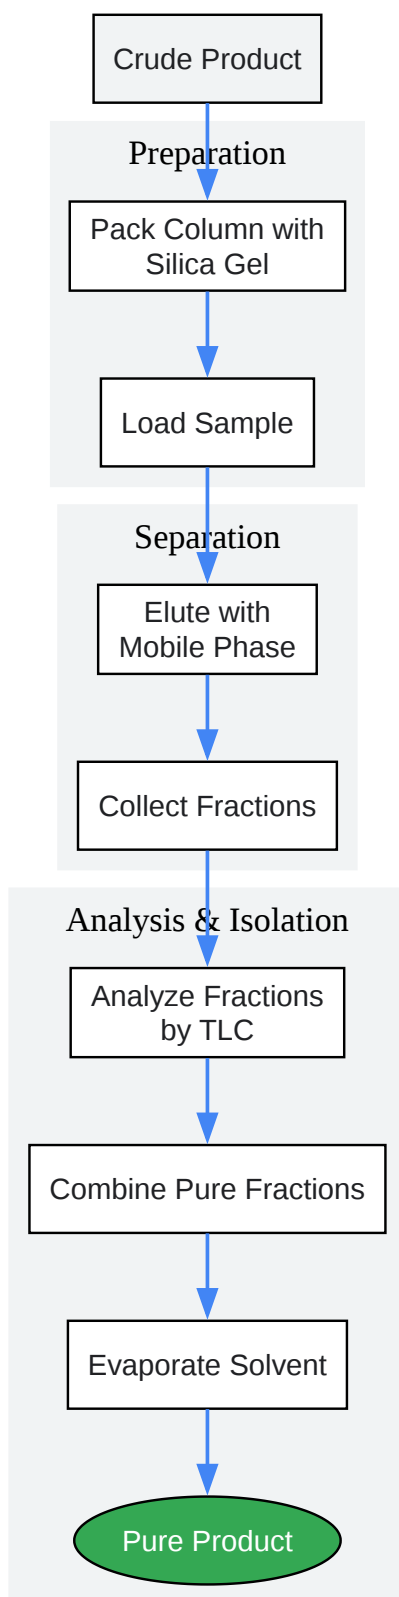 Crude Product
Preparation
Pack Column with
Silica Gel
Load Sample
Separation
Elute with
Mobile Phase
Collect Fractions
Analysis & Isolation
Analyze Fractions
by TLC
Combine Pure Fractions
Evaporate Solvent
Pure Product